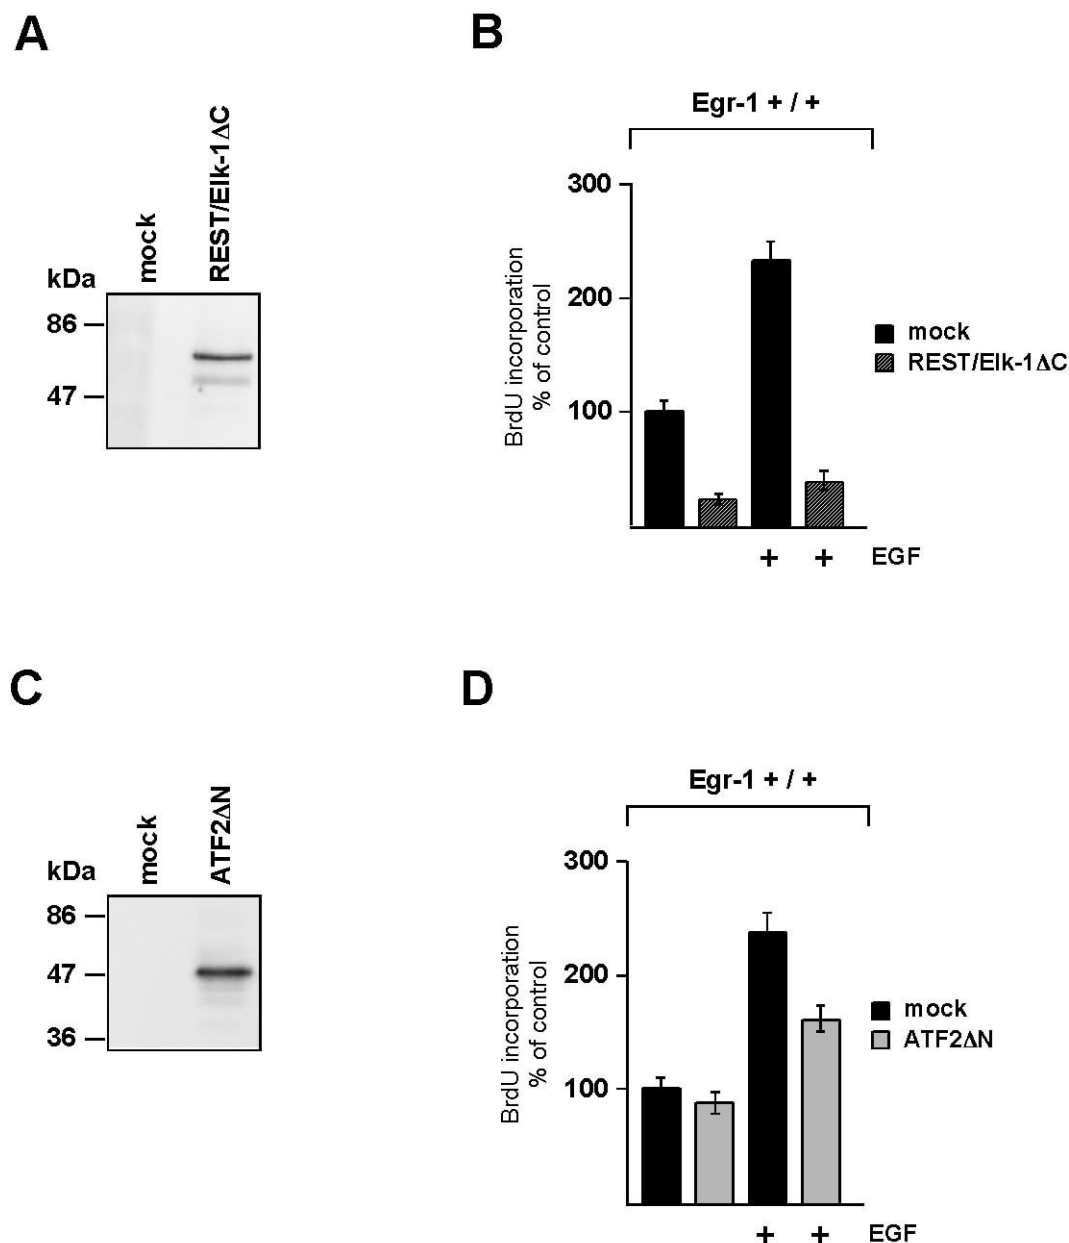 A
mock
REST/Elk-1ΔC
kDa
86
47
B
Egr-1 + / +
300
200
100
BrdU incorporation
% of control
mock
REST/Elk-1ΔC
+ + EGF
C
mock
ATF2ΔN
kDa
86
47
36
D
Egr-1 + / +
300
200
100
BrdU incorporation
% of control
mock
ATF2ΔN
+ + EGF